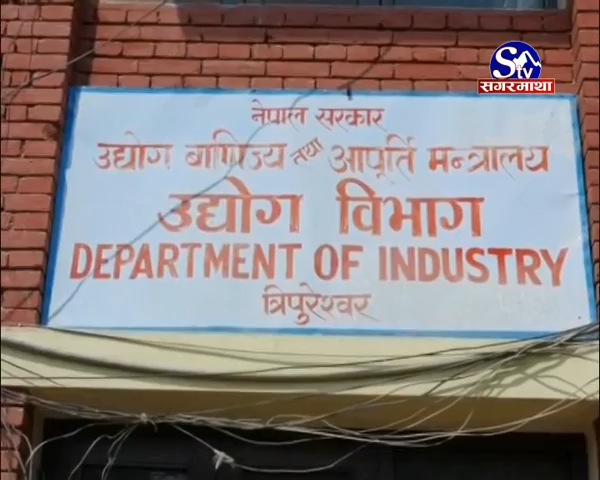 STV
सगरमाथा
नेपाल सरकार
उद्योग बाणिज्य तथा आपूर्ति मन्त्रालय
उद्योग विभाग
DEPARTMENT OF INDUSTRY
त्रिपुरेश्वर